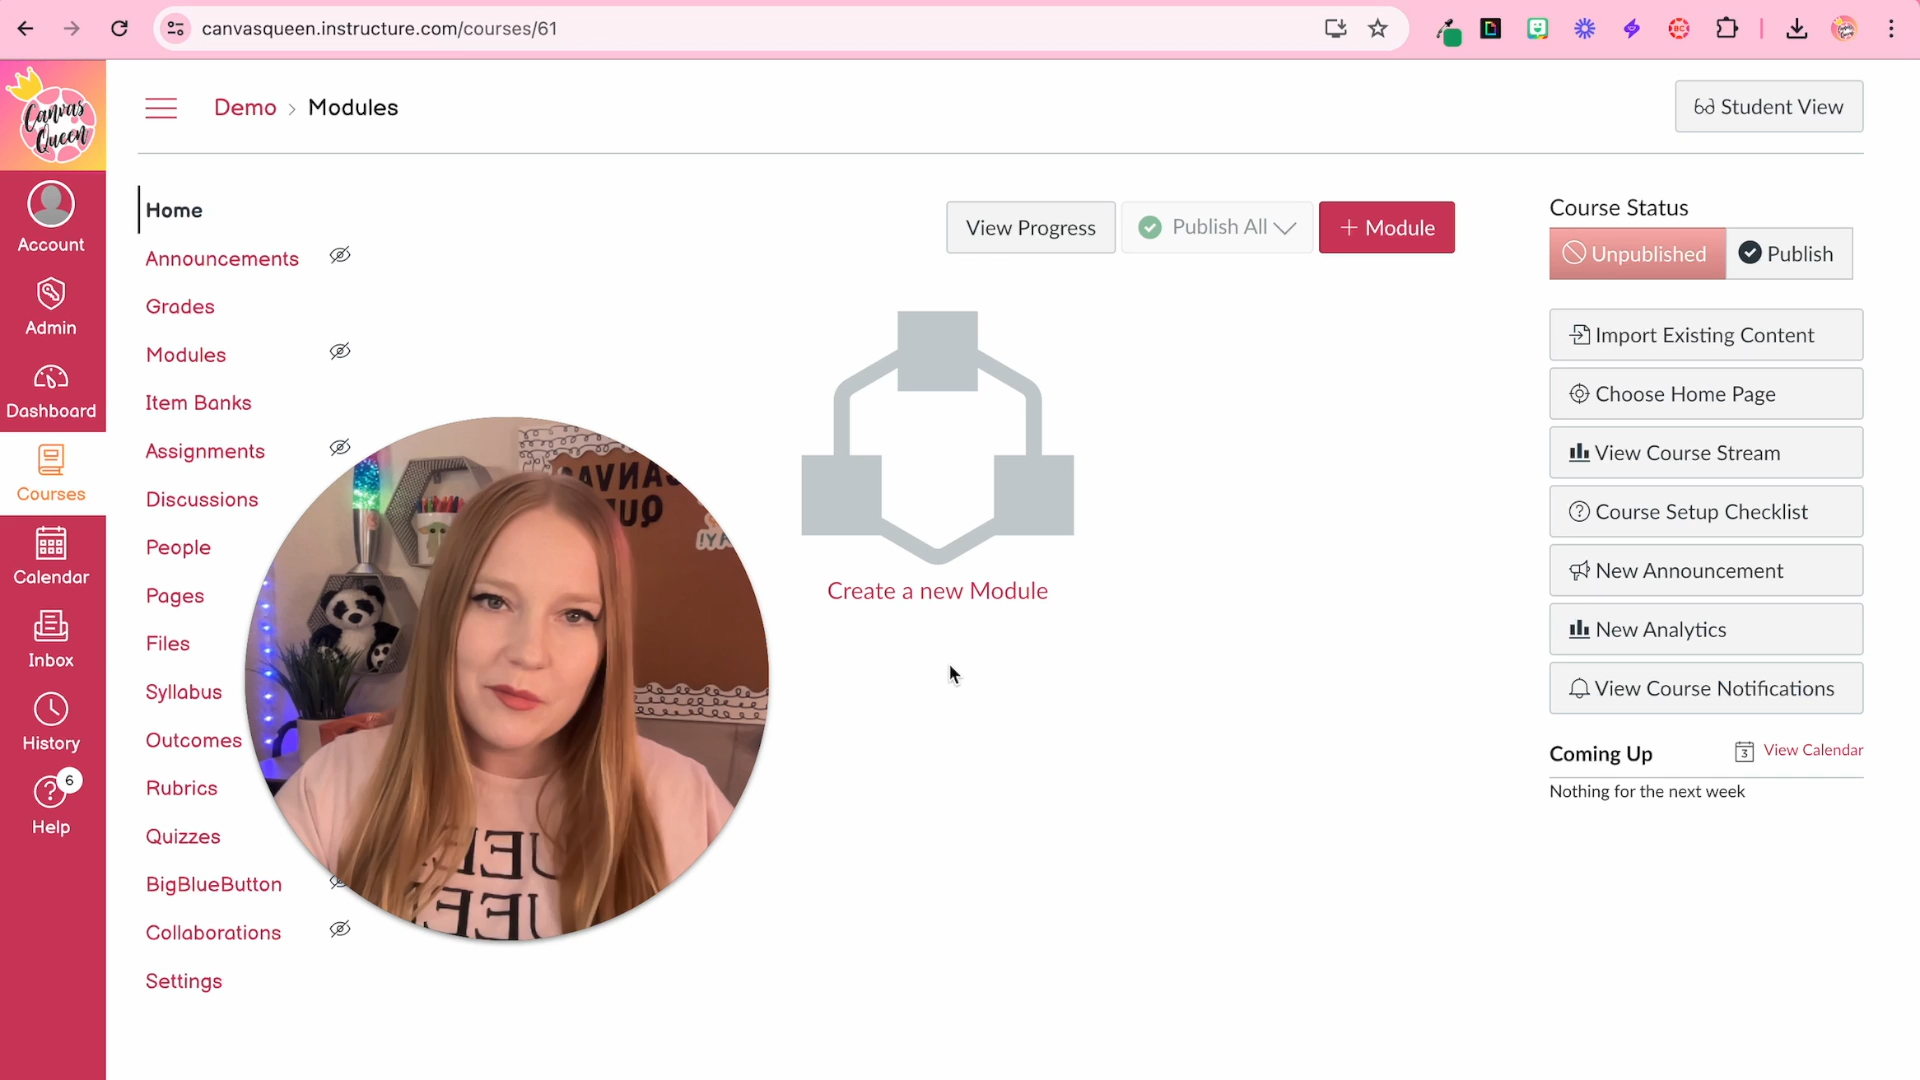 canvasqueen.instructure.com/courses/61
Canvas
Queen
Demo > Modules
Student View
Account
Admin
Dashboard
Courses
Calendar
Inbox
History
6
Help
Home
Announcements
Grades
Modules
Item Banks
Assignments
Discussions
People
Pages
Files
Syllabus
Outcomes
Rubrics
Quizzes
BigBlueButton
Collaborations
Settings
View Progress
Publish All
+ Module
Create a new Module
Course Status
Unpublished
Publish
Import Existing Content
Choose Home Page
View Course Stream
Course Setup Checklist
New Announcement
New Analytics
View Course Notifications
Coming Up
3 View Calendar
Nothing for the next week